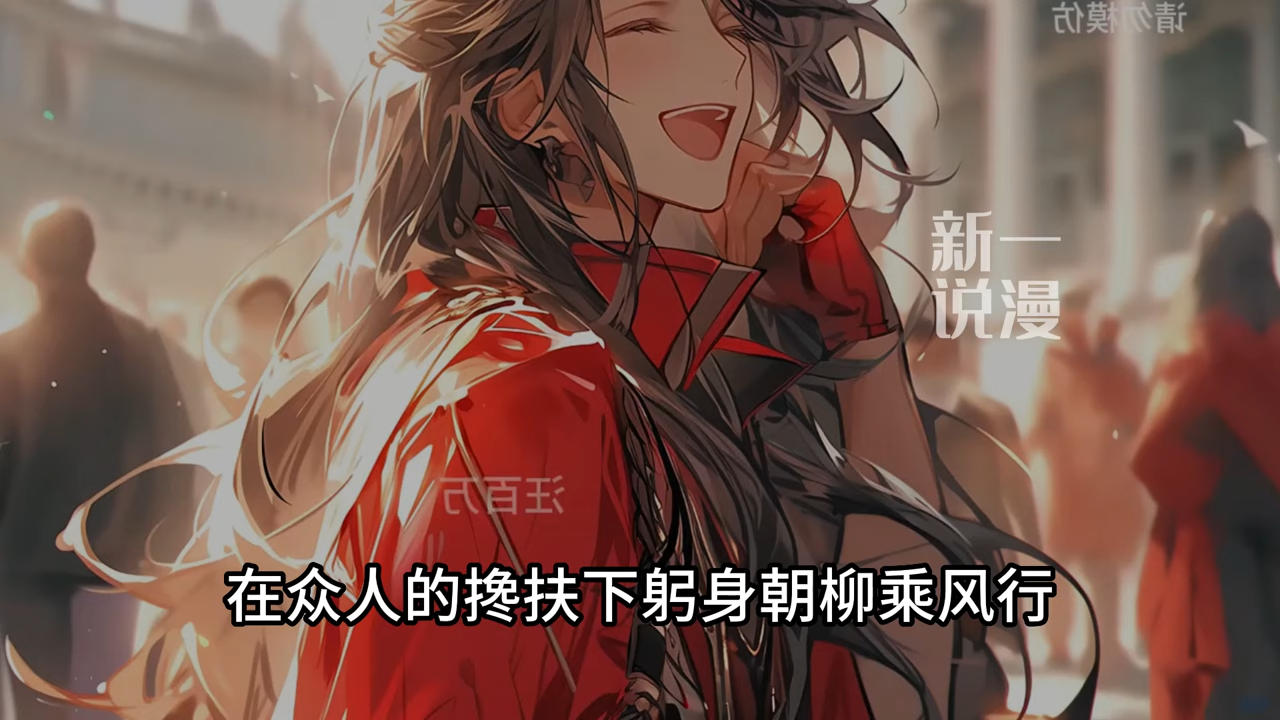 请勿模仿
新一
说漫
汪百万
在众人的搀扶下躬身朝柳乘风行